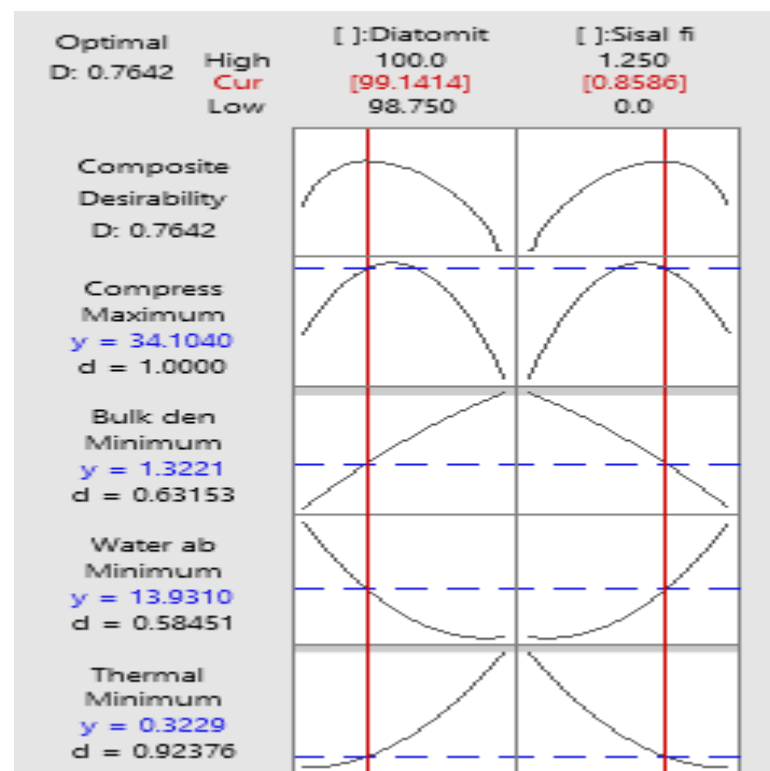 Optimal
D: 0.7642
High
Cur
Low
[ ]:Diatomit
100.0
[99.1414]
98.750
[ ]:Sisal fi
1.250
[0.8586]
0.0
Composite
Desirability
D: 0.7642
Compress
Maximum
y = 34.1040
d = 1.0000
Bulk den
Minimum
y = 1.3221
d = 0.63153
Water ab
Minimum
y = 13.9310
d = 0.58451
Thermal
Minimum
y = 0.3229
d = 0.92376